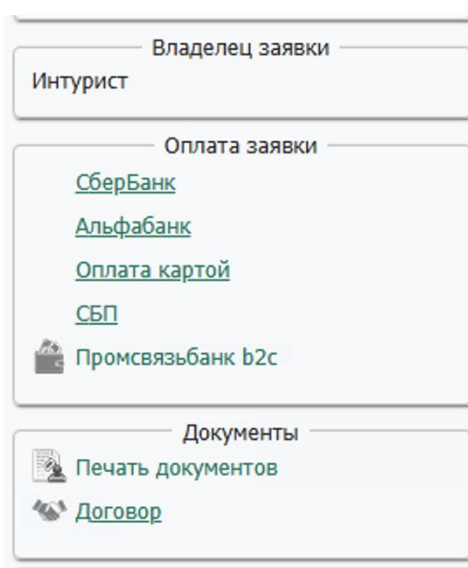 Владелец заявки
Интурист
Оплата заявки
СберБанк
Альфабанк
Оплата картой
СБП
Промсвязьбанк b2c
Документы
Печать документов
Договор